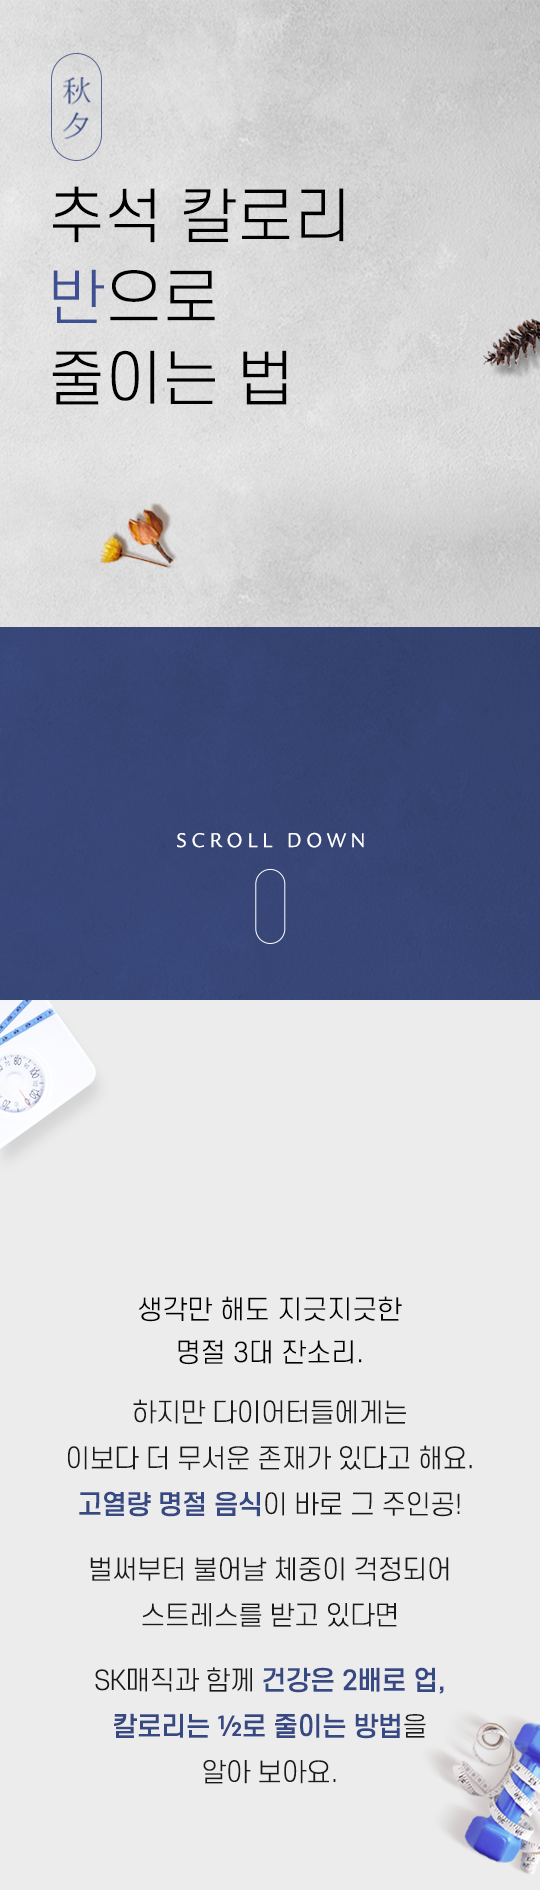 秋
夕
추석 칼로리
반으로
줄이는 법
SCROLL DOWN
생각만 해도 지긋지긋한
명절 3대 잔소리.
하지만 다이어터들에게는
이보다 더 무서운 존재가 있다고 해요.
고열량 명절 음식이 바로 그 주인공!
벌써부터 불어날 체중이 걱정되어
스트레스를 받고 있다면
SK매직과 함께 건강은 2배로 업,
칼로리는 ½로 줄이는 방법을
알아 보아요.